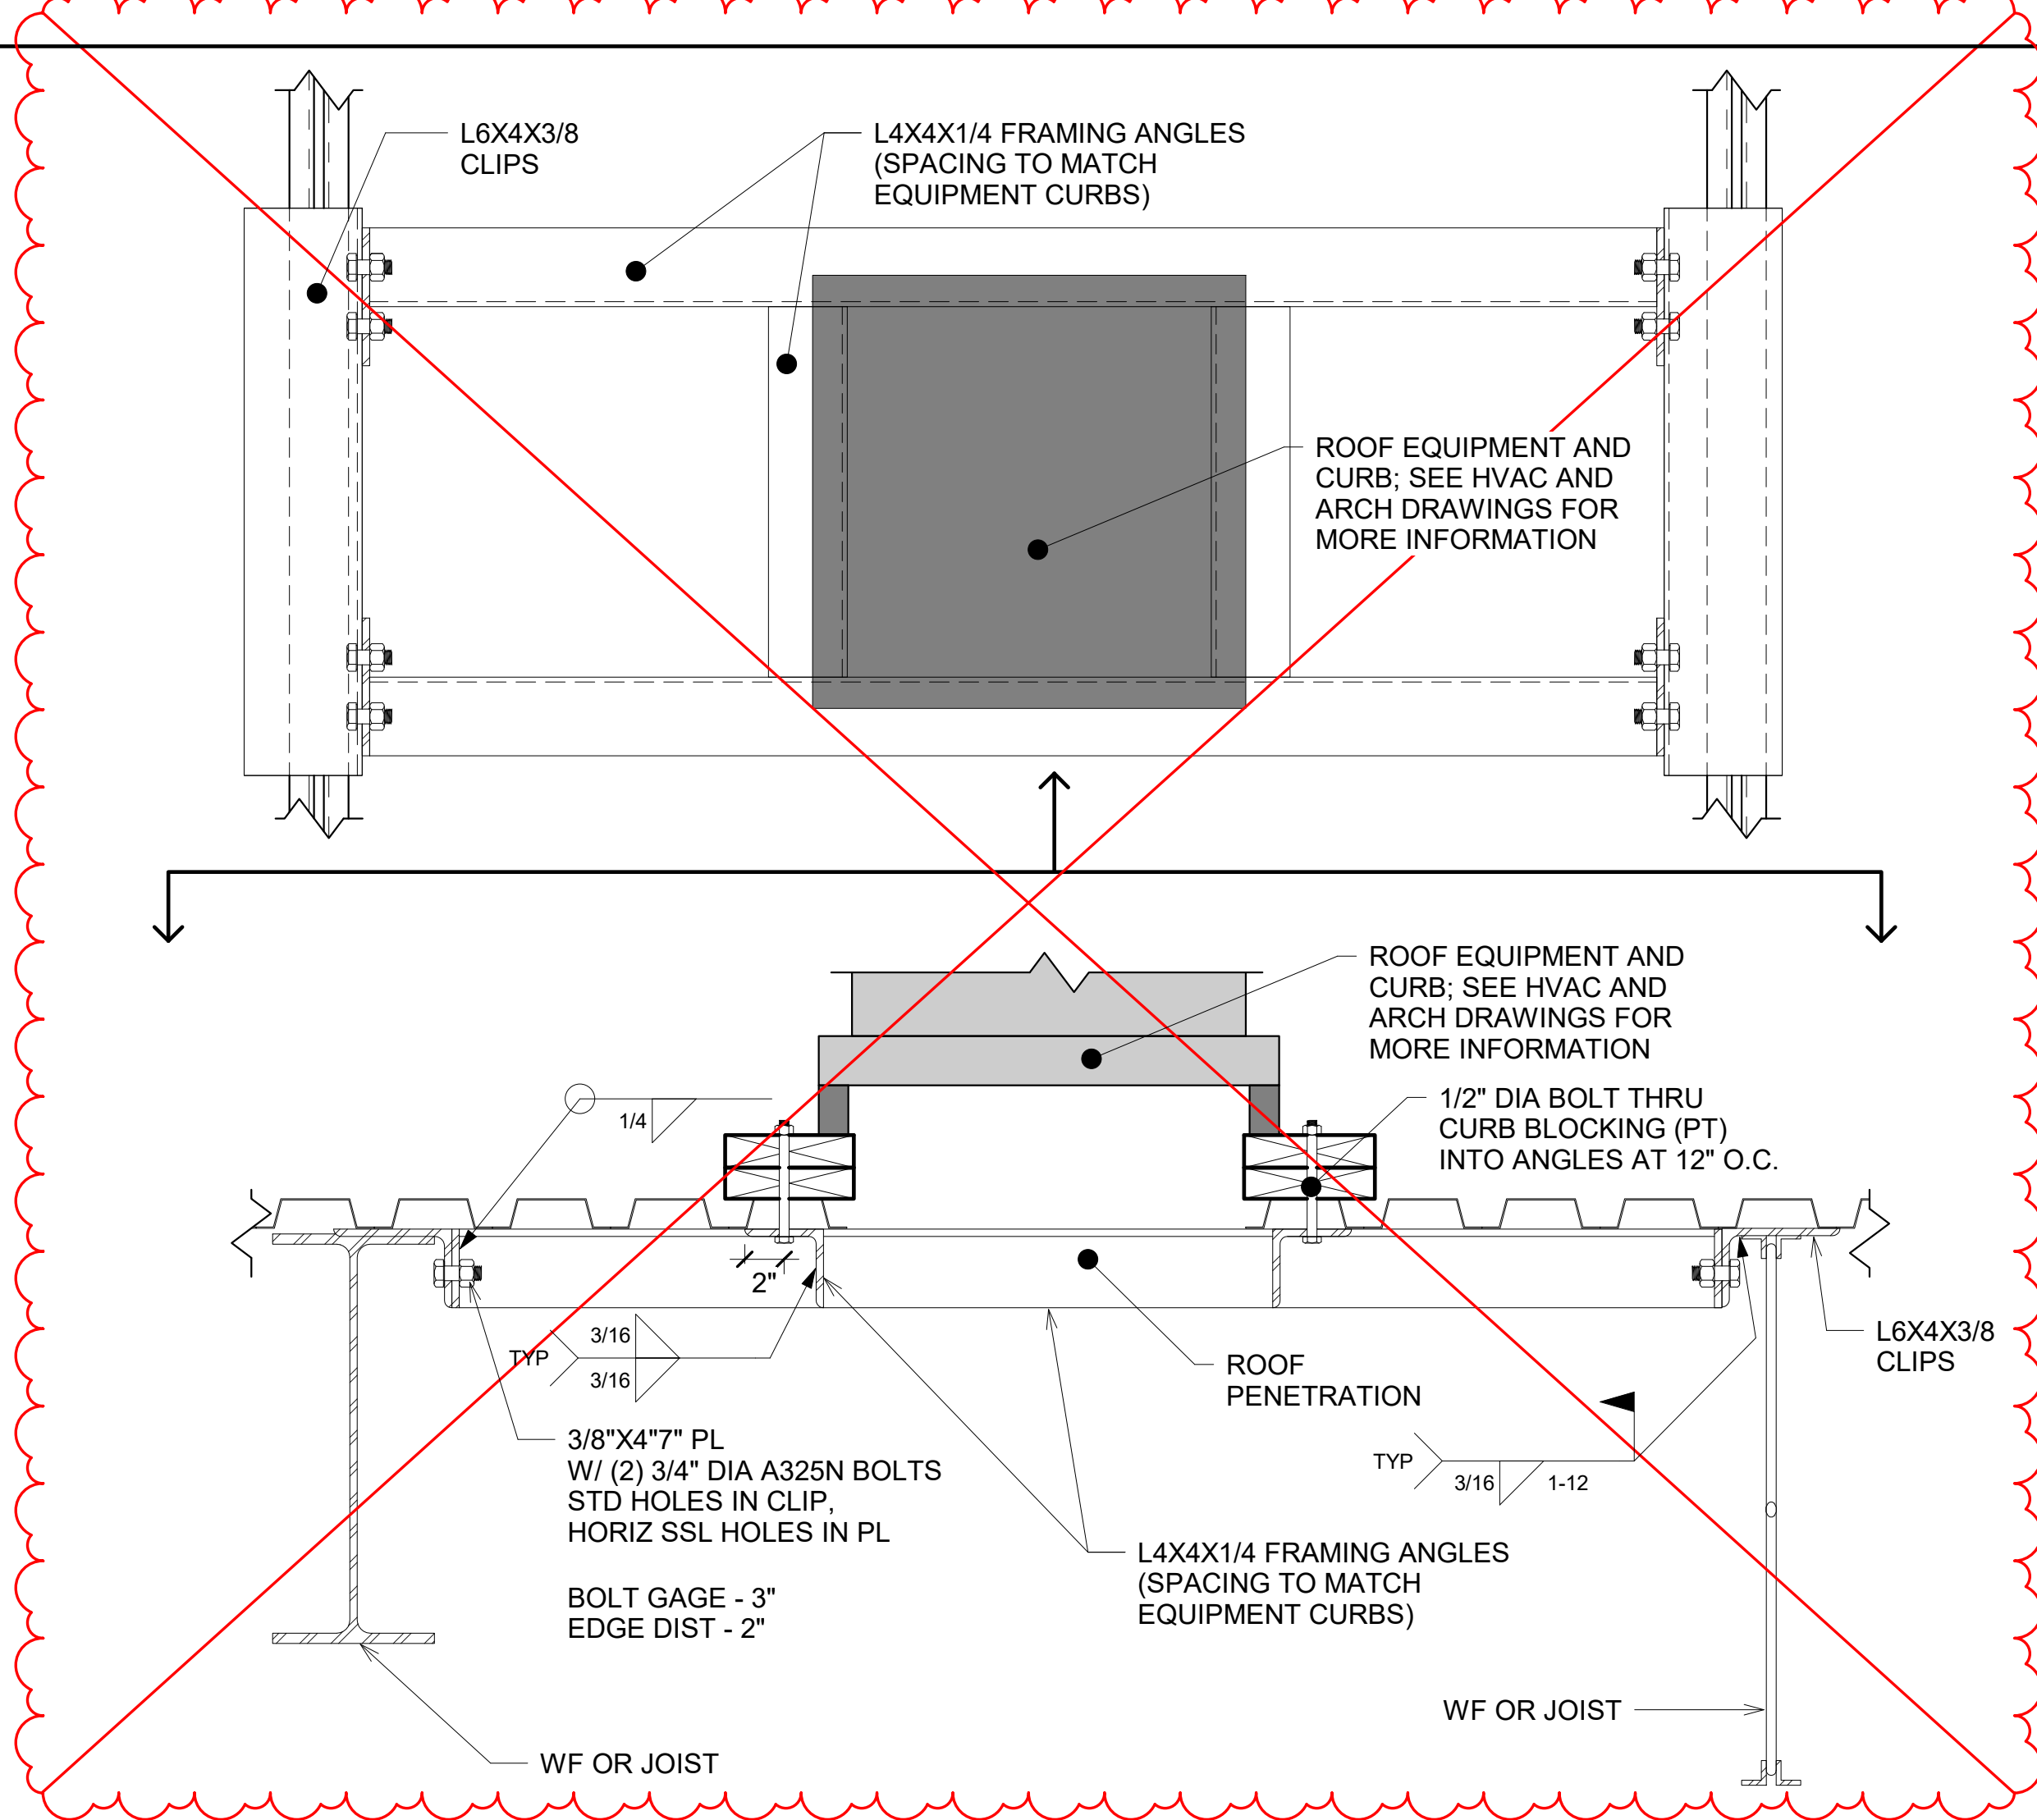 L6X4X3/8
CLIPS
L4X4X1/4 FRAMING ANGLES
(SPACING TO MATCH
EQUIPMENT CURBS)
ROOF EQUIPMENT AND
CURB; SEE HVAC AND
ARCH DRAWINGS FOR
MORE INFORMATION
ROOF EQUIPMENT AND
CURB; SEE HVAC AND
ARCH DRAWINGS FOR
MORE INFORMATION
1/4
1/2" DIA BOLT THRU
CURB BLOCKING (PT)
INTO ANGLES AT 12" O.C.
2"
3/16
TYP
3/16
L6X4X3/8
CLIPS
ROOF
PENETRATION
TYP
3/16
1-12
3/8"X4"7" PL
W/ (2) 3/4" DIA A325N BOLTS
STD HOLES IN CLIP,
HORIZ SSL HOLES IN PL
BOLT GAGE - 3"
EDGE DIST - 2"
L4X4X1/4 FRAMING ANGLES
(SPACING TO MATCH
EQUIPMENT CURBS)
WF OR JOIST
WF OR JOIST